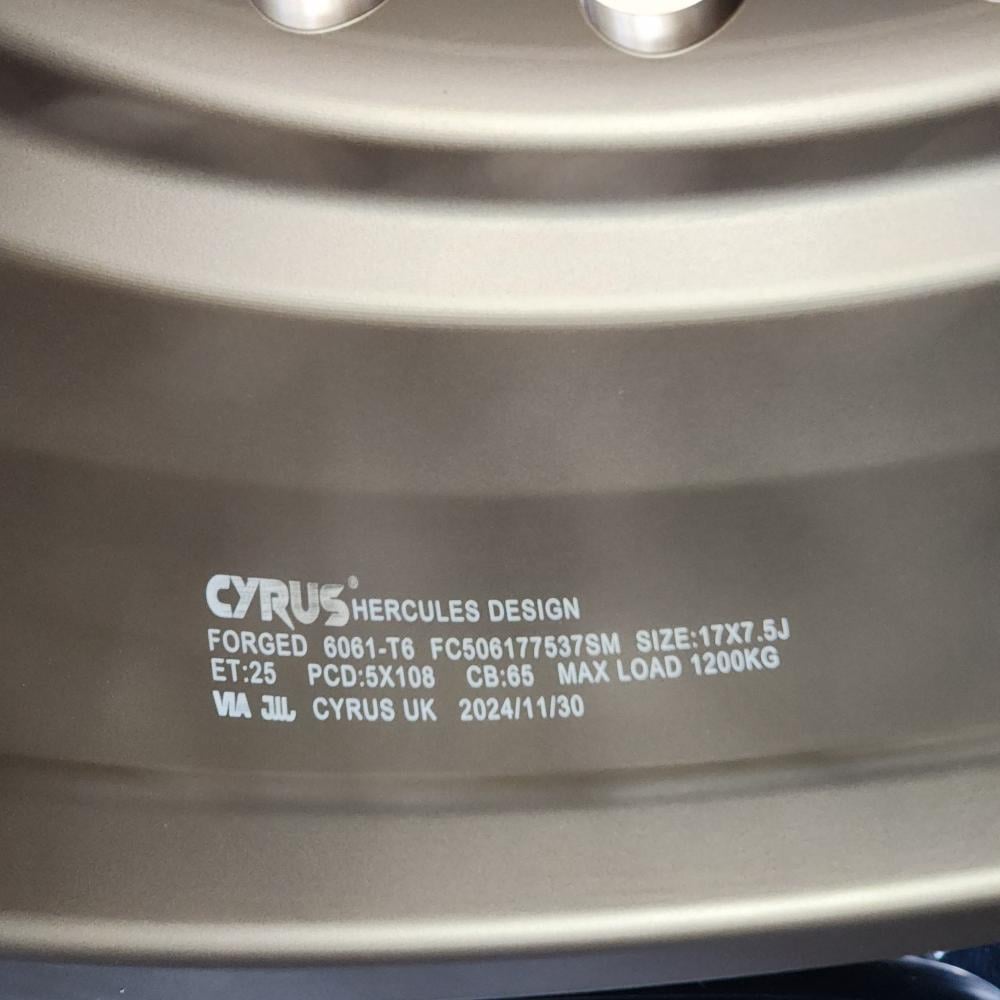 CYRUS® HERCULES DESIGN
FORGED 6061-T6 FC506177537SM SIZE:17X7.5J
ET:25 PCD:5X108 CB:65 MAX LOAD 1200KG
VIA JWL CYRUS UK 2024/11/30